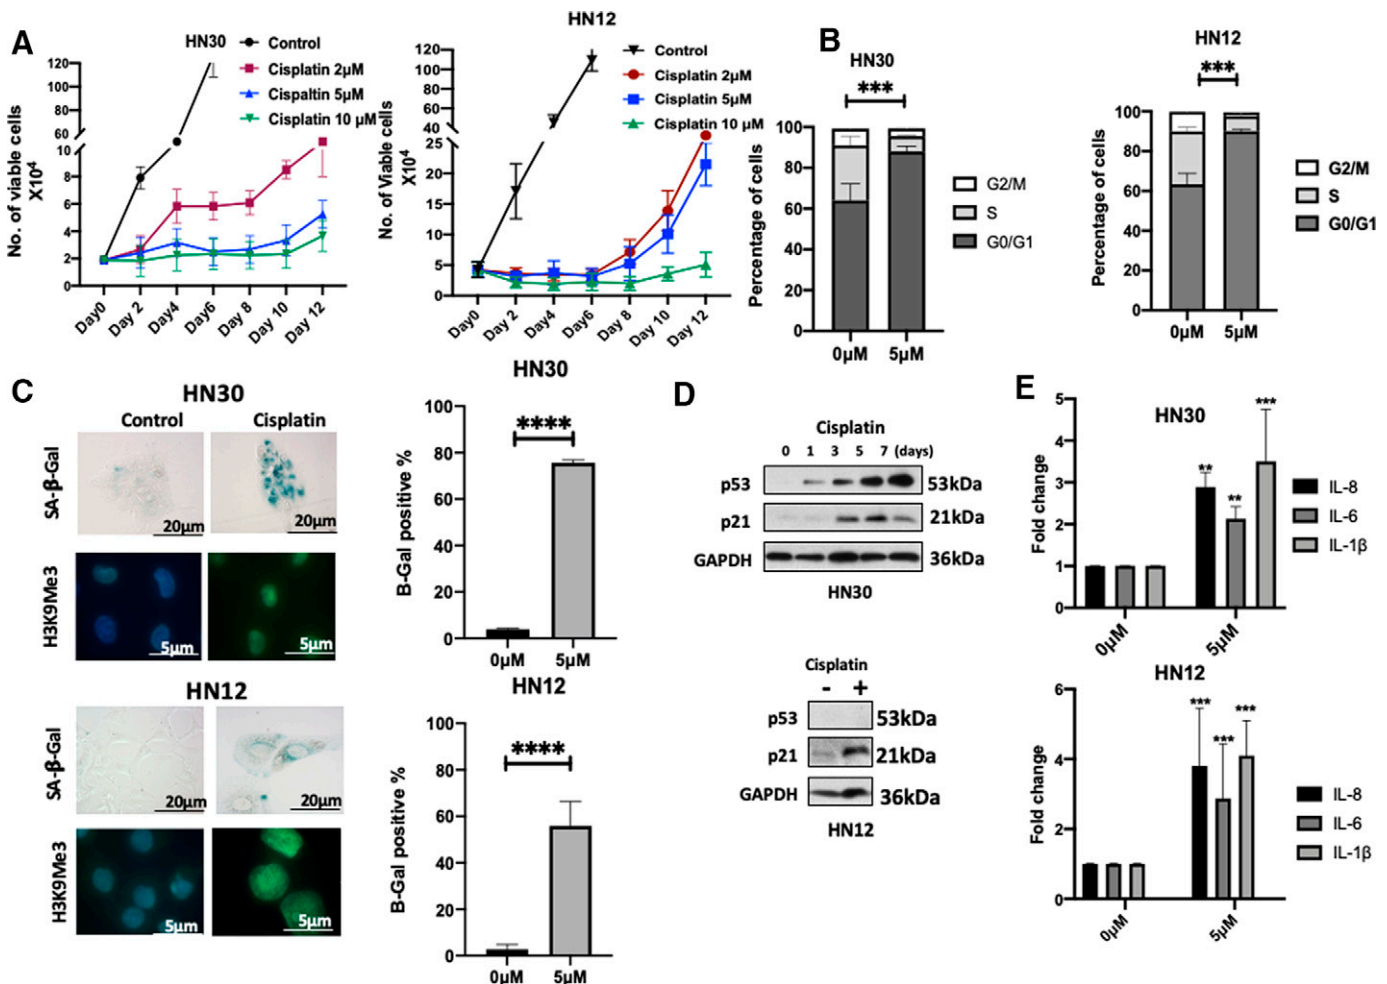 A
HN30
Control
Cisplatin 2μM
Cispaltin 5μM
Cisplatin 10 μM
No. of viable cells
X10⁴
120
100
80
60
10
8
6
4
2
0
Day0
Day 2
Day4
Day6
Day 8
Day 10
Day 12
HN12
Control
Cisplatin 2μM
Cisplatin 5μM
Cisplatin 10 μM
No. of Viable cells
X10⁴
120
100
80
60
40
25
20
15
10
5
0
Day0
Day 2
Day4
Day6
Day 8
Day 10
Day 12
B
HN30
***
Percentage of cells
100
80
60
40
20
0
0μM
5μM
G2/M
S
G0/G1
HN12
***
Percentage of cells
100
80
60
40
20
0
0μM
5μM
G2/M
S
G0/G1
C
HN30
Control
Cisplatin
SA-β-Gal
20μm
20μm
H3K9Me3
5μm
5μm
HN12
SA-β-Gal
20μm
20μm
H3K9Me3
5μm
5μm
HN30
****
B-Gal positive %
100
80
60
40
20
0
0μM
5μM
HN12
****
B-Gal positive %
100
80
60
40
20
0
0μM
5μM
D
Cisplatin
0 1 3 5 7 (days)
p53 53kDa
p21 21kDa
GAPDH 36kDa
HN30
Cisplatin
- +
p53 53kDa
p21 21kDa
GAPDH 36kDa
HN12
E
HN30
Fold change
5
4
3
2
1
0
** ** ***
0μM
5μM
IL-8
IL-6
IL-1β
HN12
Fold change
6
4
2
0
*** *** ***
0μM
5μM
IL-8
IL-6
IL-1β